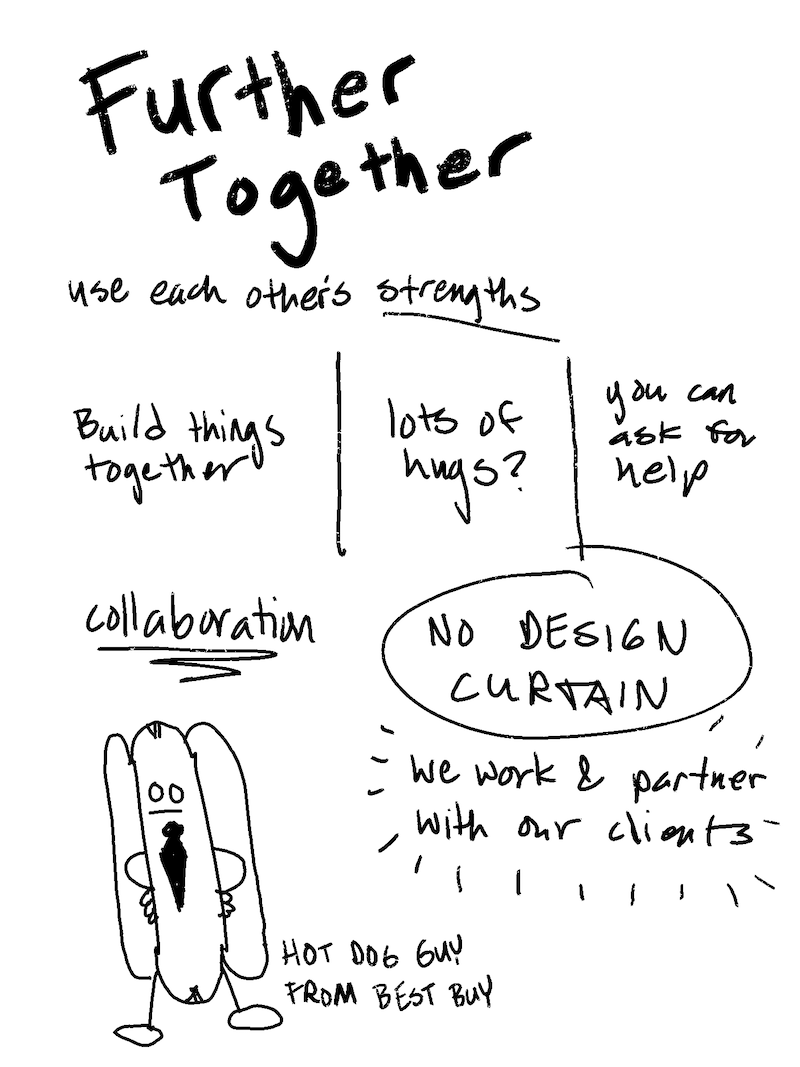 Further
Together
use each other's strengths
Build things
together
lots of
hugs?
you can
ask for
help
collaboration
NO DESIGN
CURTAIN
we work & partner
with our clients
HOT DOG GUY
FROM BEST BUY